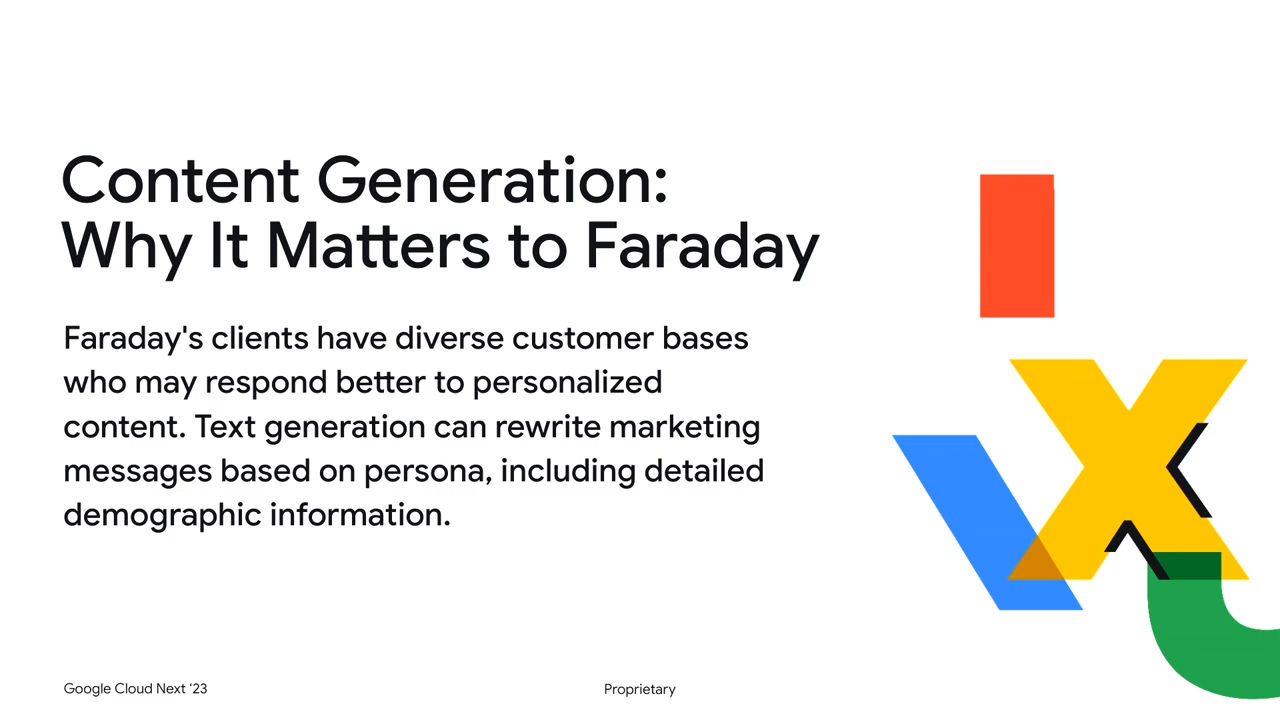 Content Generation:
Why It Matters to Faraday
Faraday's clients have diverse customer bases
who may respond better to personalized
content. Text generation can rewrite marketing
messages based on persona, including detailed
demographic information.
Google Cloud Next ‘23
Proprietary